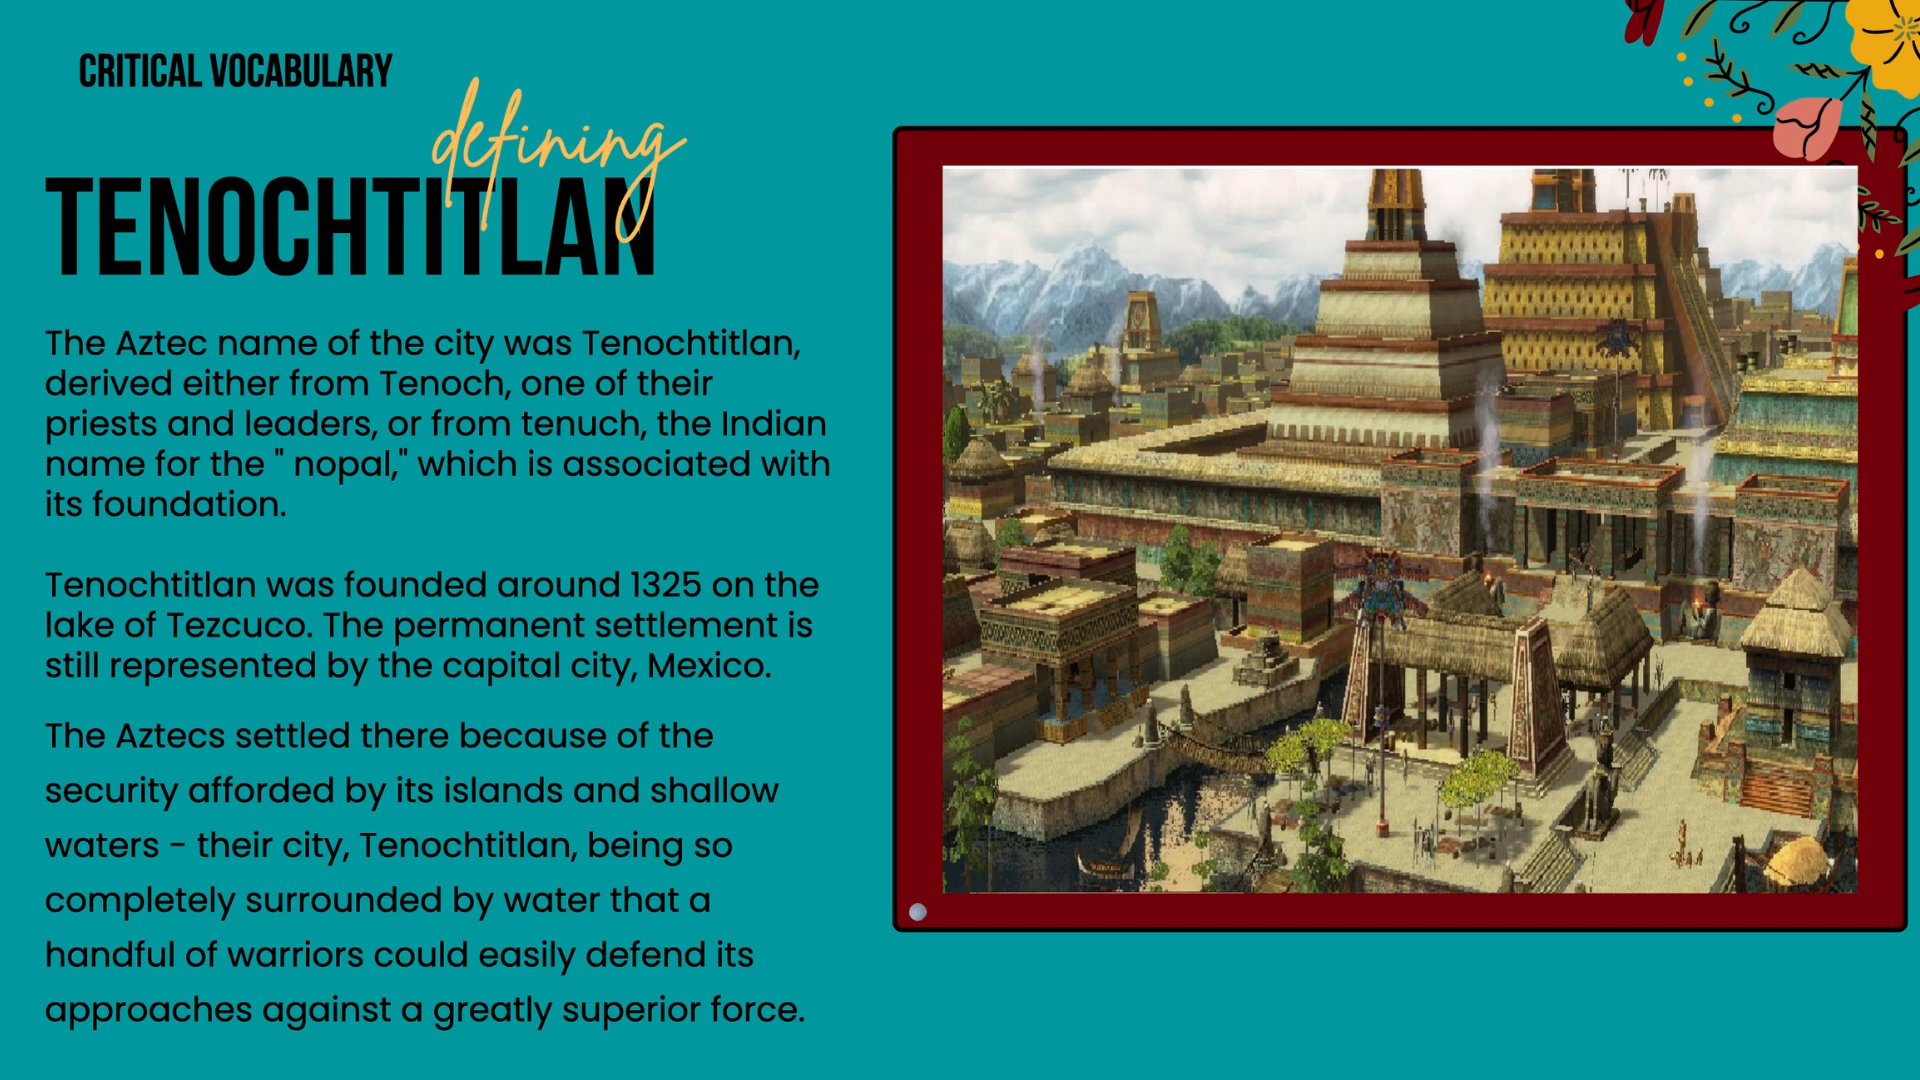 CRITICAL VOCABULARY
defining
TENOCHTITLAN
The Aztec name of the city was Tenochtitlan,
derived either from Tenoch, one of their
priests and leaders, or from tenuch, the Indian
name for the " nopal," which is associated with
its foundation.
Tenochtitlan was founded around 1325 on the
lake of Tezcuco. The permanent settlement is
still represented by the capital city, Mexico.
The Aztecs settled there because of the
security afforded by its islands and shallow
waters - their city, Tenochtitlan, being so
completely surrounded by water that a
handful of warriors could easily defend its
approaches against a greatly superior force.